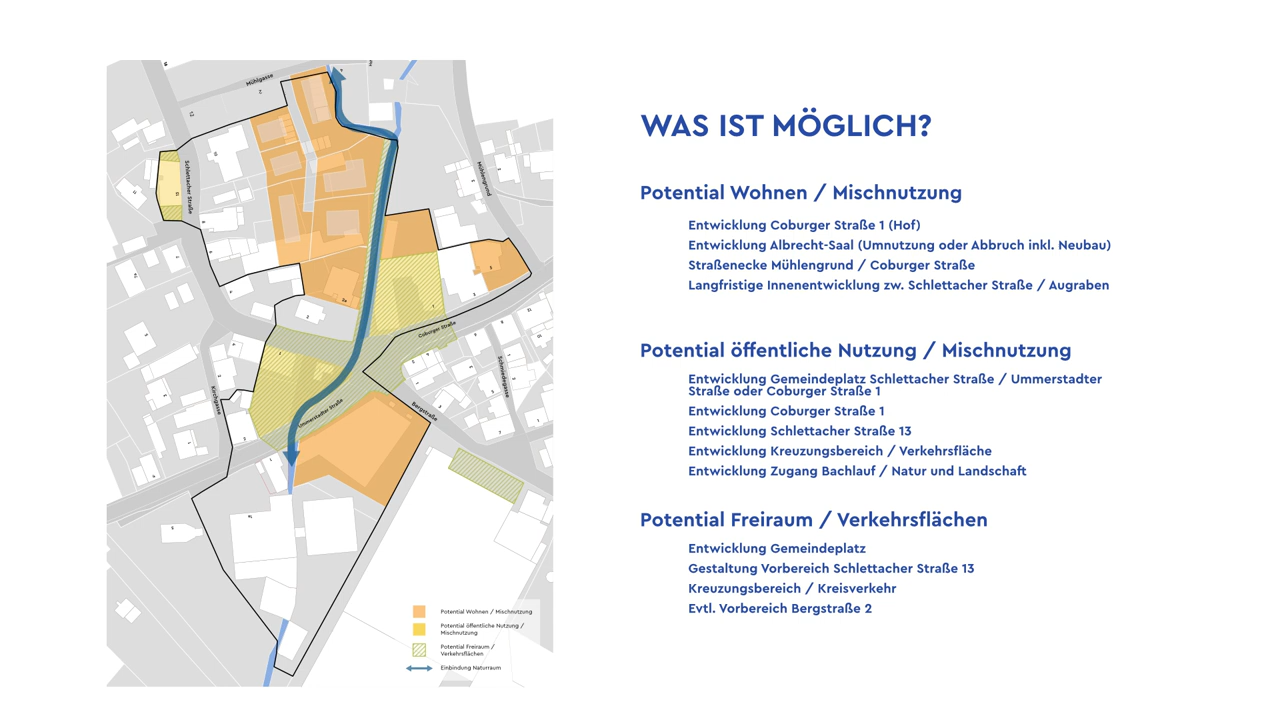 WAS IST MÖGLICH?
Potential Wohnen / Mischnutzung
Entwicklung Coburger Straße 1 (Hof)
Entwicklung Albrecht-Saal (Umnutzung oder Abbruch inkl. Neubau)
Straßenecke Mühlengrund / Coburger Straße
Langfristige Innenentwicklung zw. Schlettacher Straße / Augraben
Potential öffentliche Nutzung / Mischnutzung
Entwicklung Gemeindeplatz Schlettacher Straße / Ummerstadter
Straße oder Coburger Straße 1
Entwicklung Coburger Straße 1
Entwicklung Schlettacher Straße 13
Entwicklung Kreuzungsbereich / Verkehrsfläche
Entwicklung Zugang Bachlauf / Natur und Landschaft
Potential Freiraum / Verkehrsflächen
Entwicklung Gemeindeplatz
Gestaltung Vorbereich Schlettacher Straße 13
Kreuzungsbereich / Kreisverkehr
Evtl. Vorbereich Bergstraße 2
Mühlgasse
Schlettacher Straße
Mühlengrund
Coburger Straße
Schmiedegasse
Kirchgasse
Ummerstadter Straße
Bergstraße
Potential Wohnen / Mischnutzung
Potential öffentliche Nutzung /
Mischnutzung
Potential Freiraum /
Verkehrsflächen
Einbindung Naturraum